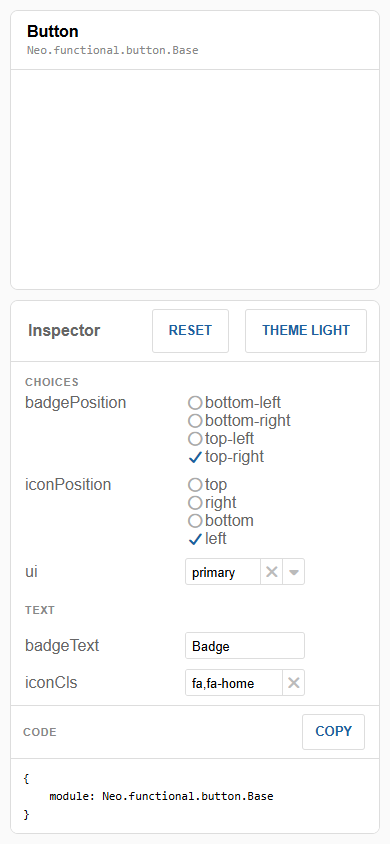 Button
Neo.functional.button.Base
Inspector
RESET
THEME LIGHT
CHOICES
badgePosition
bottom-left
bottom-right
top-left
top-right
iconPosition
top
right
bottom
left
ui
primary
TEXT
badgeText
Badge
iconCls
fa,fa-home
CODE
COPY
{
module: Neo.functional.button.Base
}